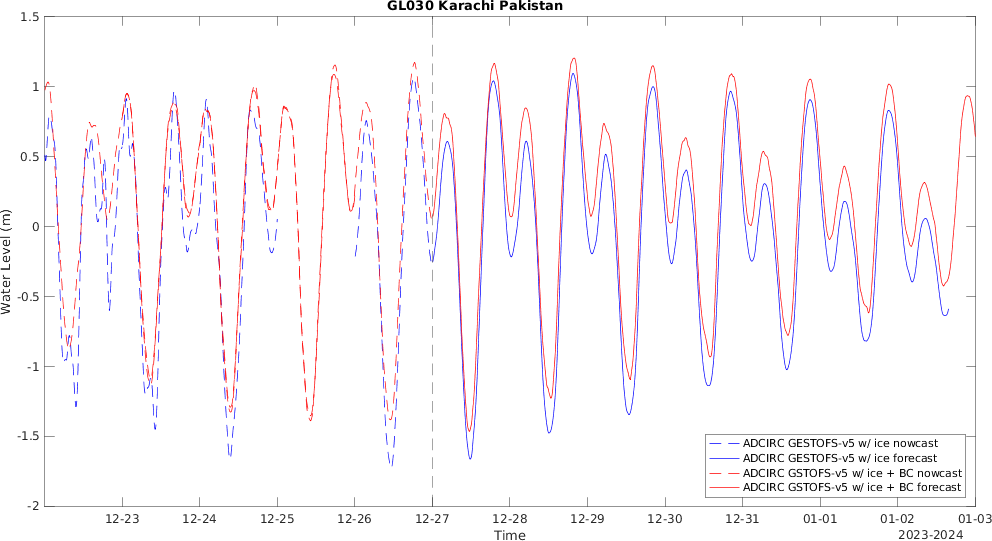 GL030 Karachi Pakistan
1.5
1
0.5
0
-0.5
-1
-1.5
-2
Water Level (m)
12-23 12-24 12-25 12-26 12-27 12-28 12-29 12-30 12-31 01-01 01-02 01-03
Time
2023-2024
ADCIRC GESTOFS-v5 w/ ice nowcast
ADCIRC GESTOFS-v5 w/ ice forecast
ADCIRC GSTOFS-v5 w/ ice + BC nowcast
ADCIRC GSTOFS-v5 w/ ice + BC forecast